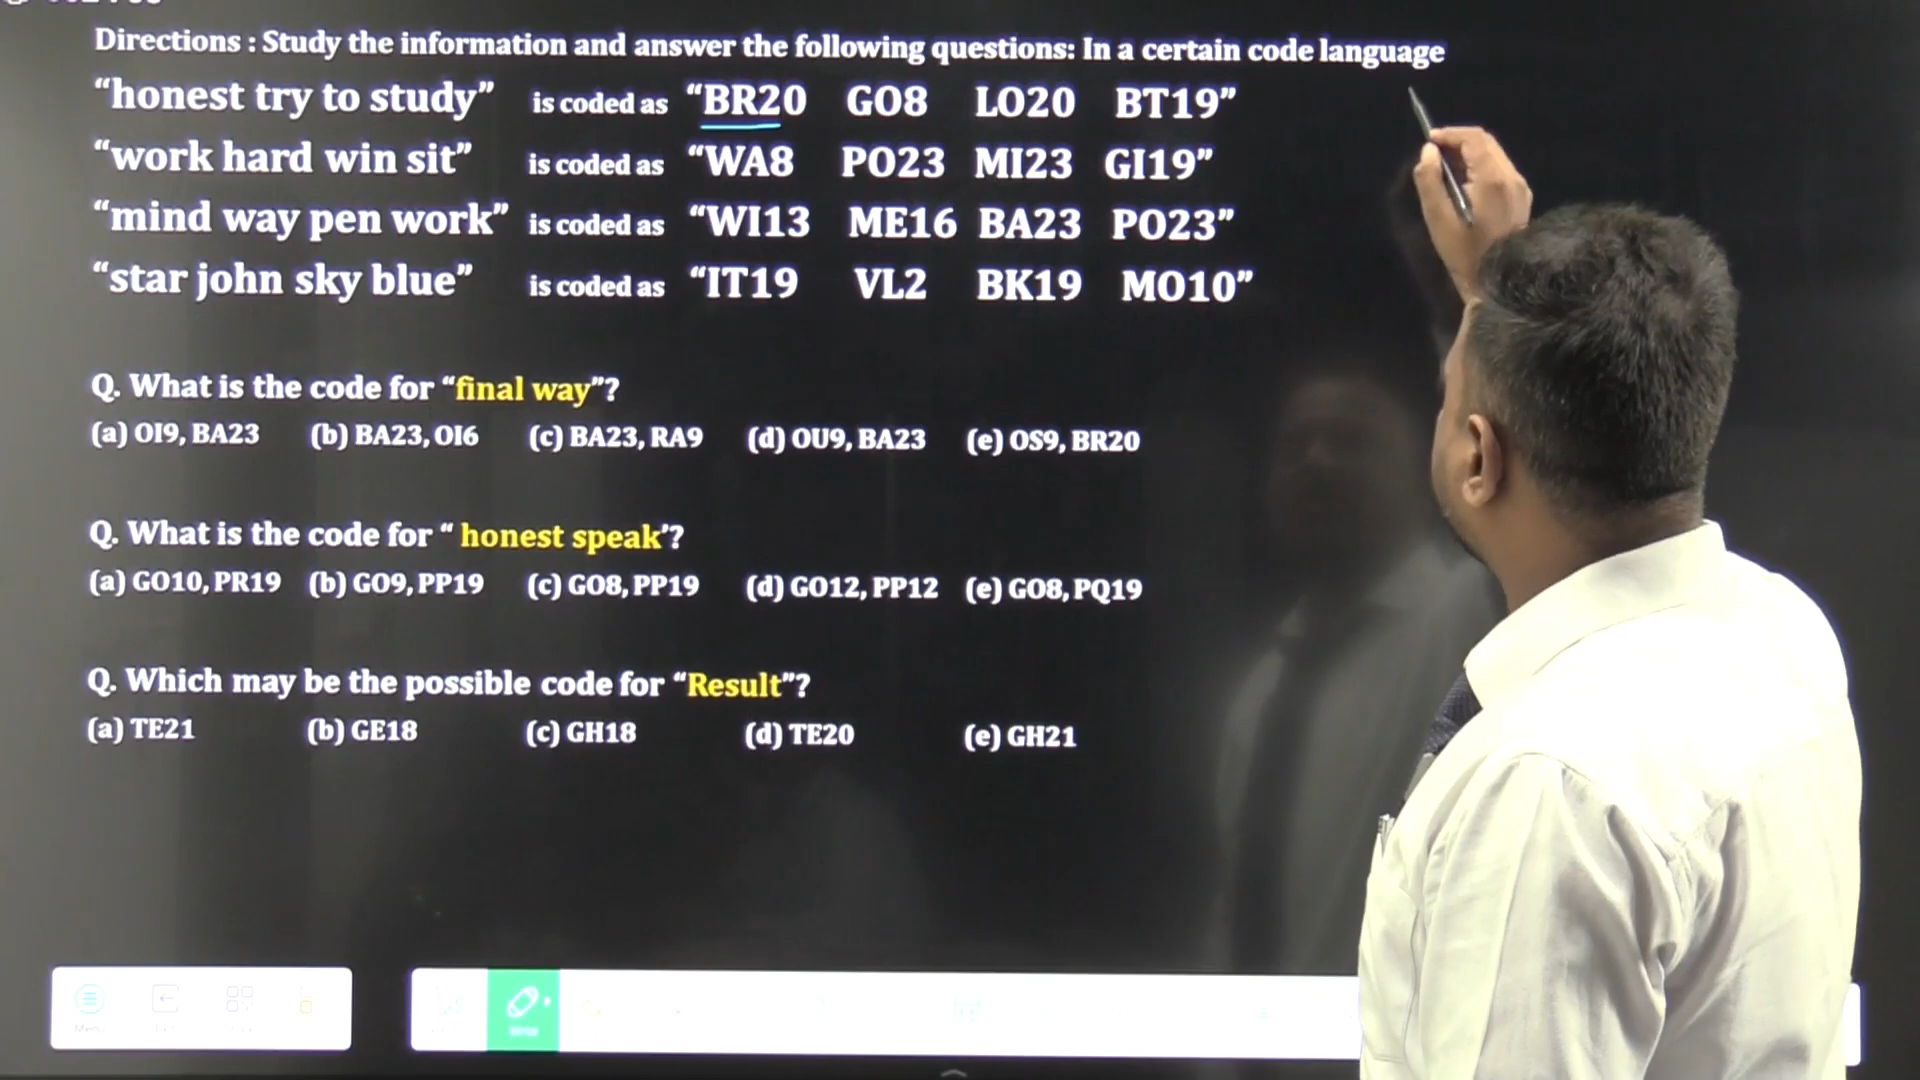 Directions : Study the information and answer the following questions: In a certain code language
“honest try to study” is coded as “BR20 GO8 LO20 BT19”
“work hard win sit” is coded as “WA8 PO23 MI23 GI19”
“mind way pen work” is coded as “WI13 ME16 BA23 PO23”
“star john sky blue” is coded as “IT19 VL2 BK19 MO10”
Q. What is the code for “final way”?
(a) OI9, BA23 (b) BA23, OI6 (c) BA23, RA9 (d) OU9, BA23 (e) OS9, BR20
Q. What is the code for “ honest speak’?
(a) GO10, PR19 (b) GO9, PP19 (c) GO8, PP19 (d) GO12, PP12 (e) GO8, PQ19
Q. Which may be the possible code for “Result”?
(a) TE21 (b) GE18 (c) GH18 (d) TE20 (e) GH21